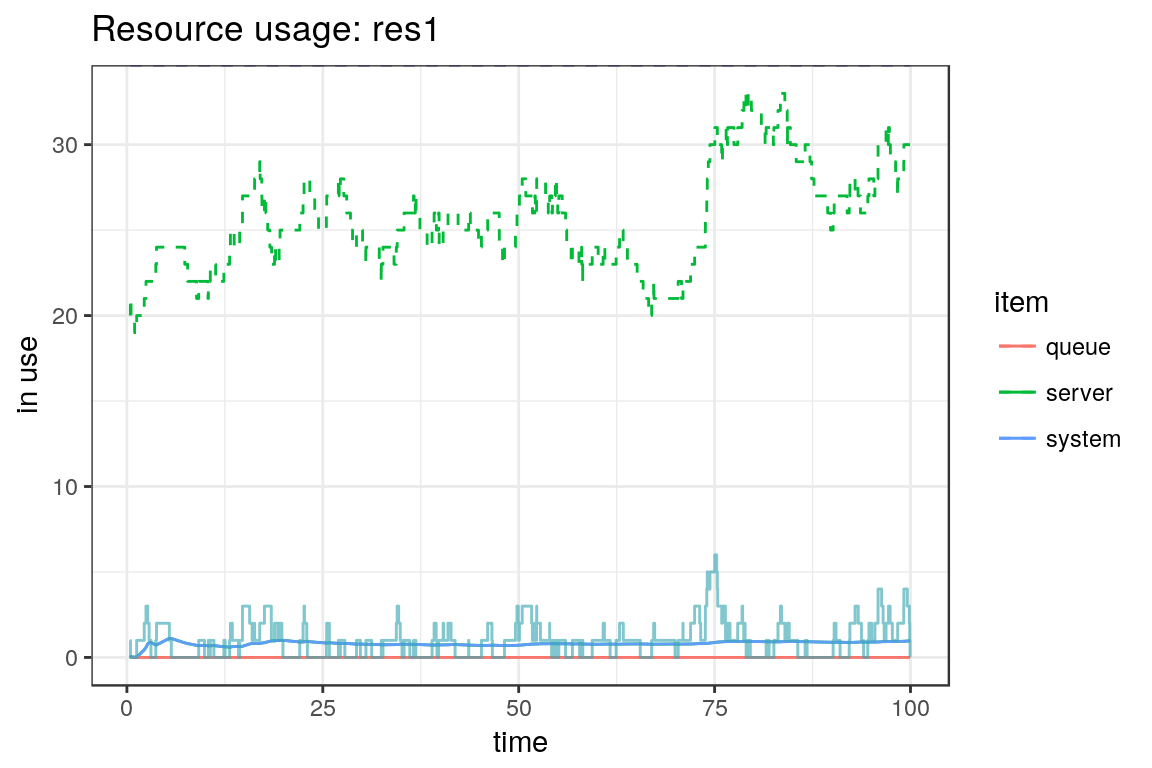 Resource usage: res1
in use
30
20
10
0
0 25 50 75 100
time
item
queue
server
system